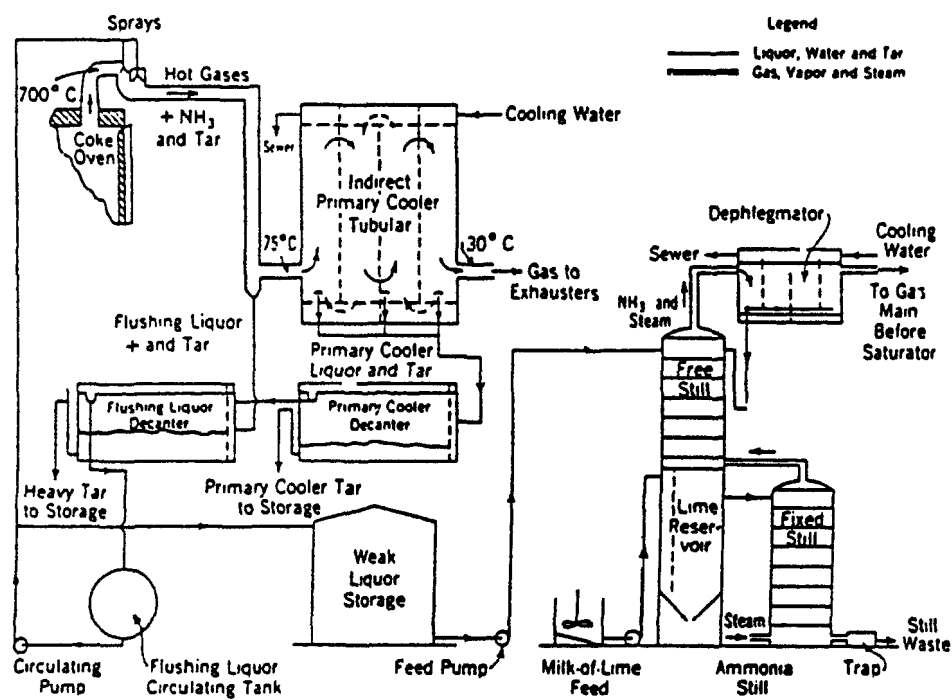 Sprays
Legend
Liquor, Water and Tar
Gas, Vapor and Steam
700° C
Hot Gases
+ NH3
and Tar
Coke
Oven
Sewer
Cooling Water
Indirect
Primary Cooler
Tubular
75°C
30° C
Gas to
Exhausters
Dephlegmator
Sewer
Cooling
Water
NH3 and
Steam
To Gas
Main
Before
Saturator
Flushing Liquor
+ and Tar
Primary Cooler
Liquor and Tar
Free
Still
Flushing Liquor
Decanter
Primary Cooler
Decanter
Heavy Tar
to Storage
Primary Cooler Tar
to Storage
Lime
Reser-
voir
Fixed
Still
Weak
Liquor
Storage
Steam
Still
Waste
Circulating
Pump
Flushing Liquor
Circulating Tank
Feed Pump
Milk-of-Lime
Feed
Ammonia
Still
Trap